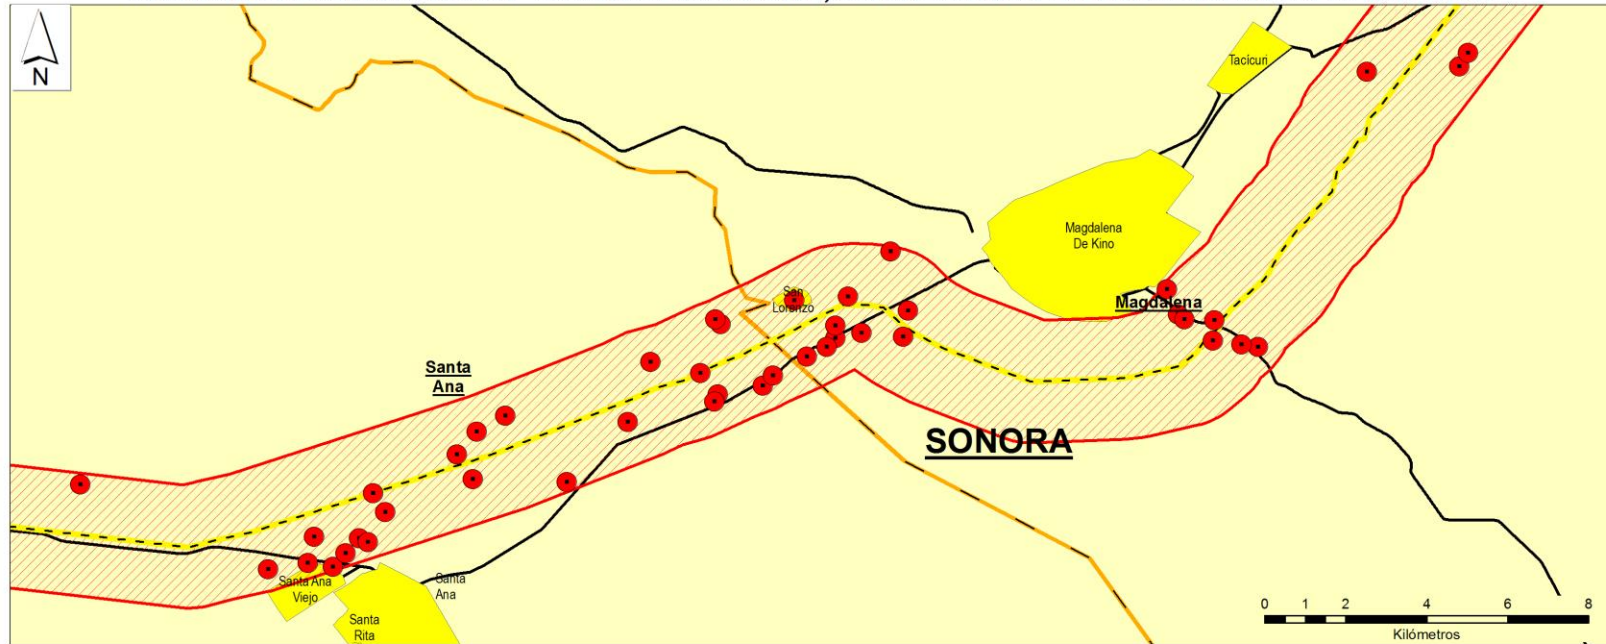 N
Tacícuri
Magdalena
De Kino
San
Lorenzo
Magdalena
Santa
Ana
SONORA
Santa Ana
Viejo
Santa
Ana
Santa
Rita
0 1 2 4 6 8
Kilómetros